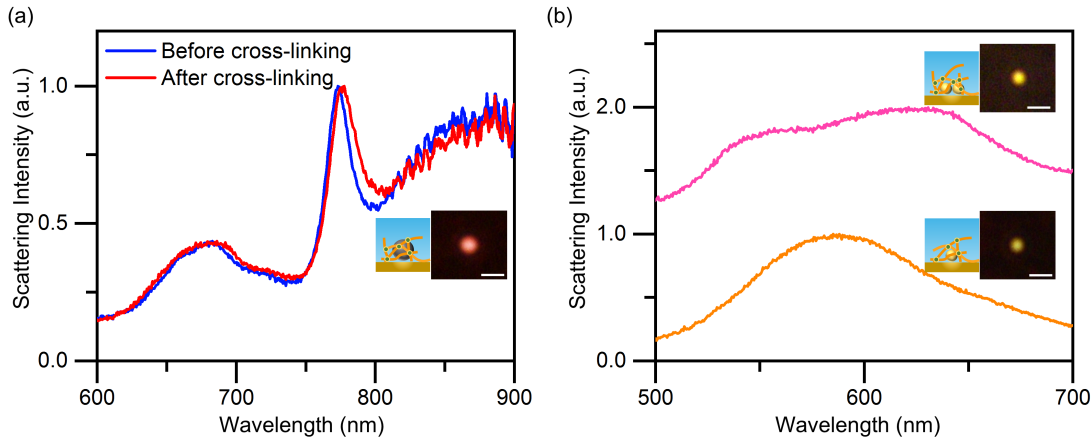 (a)
Before cross-linking
After cross-linking
Scattering Intensity (a.u.)
1.0
0.5
0.0
600
700
800
900
Wavelength (nm)
(b)
Scattering Intensity (a.u.)
2.0
1.0
0.0
500
600
700
Wavelength (nm)